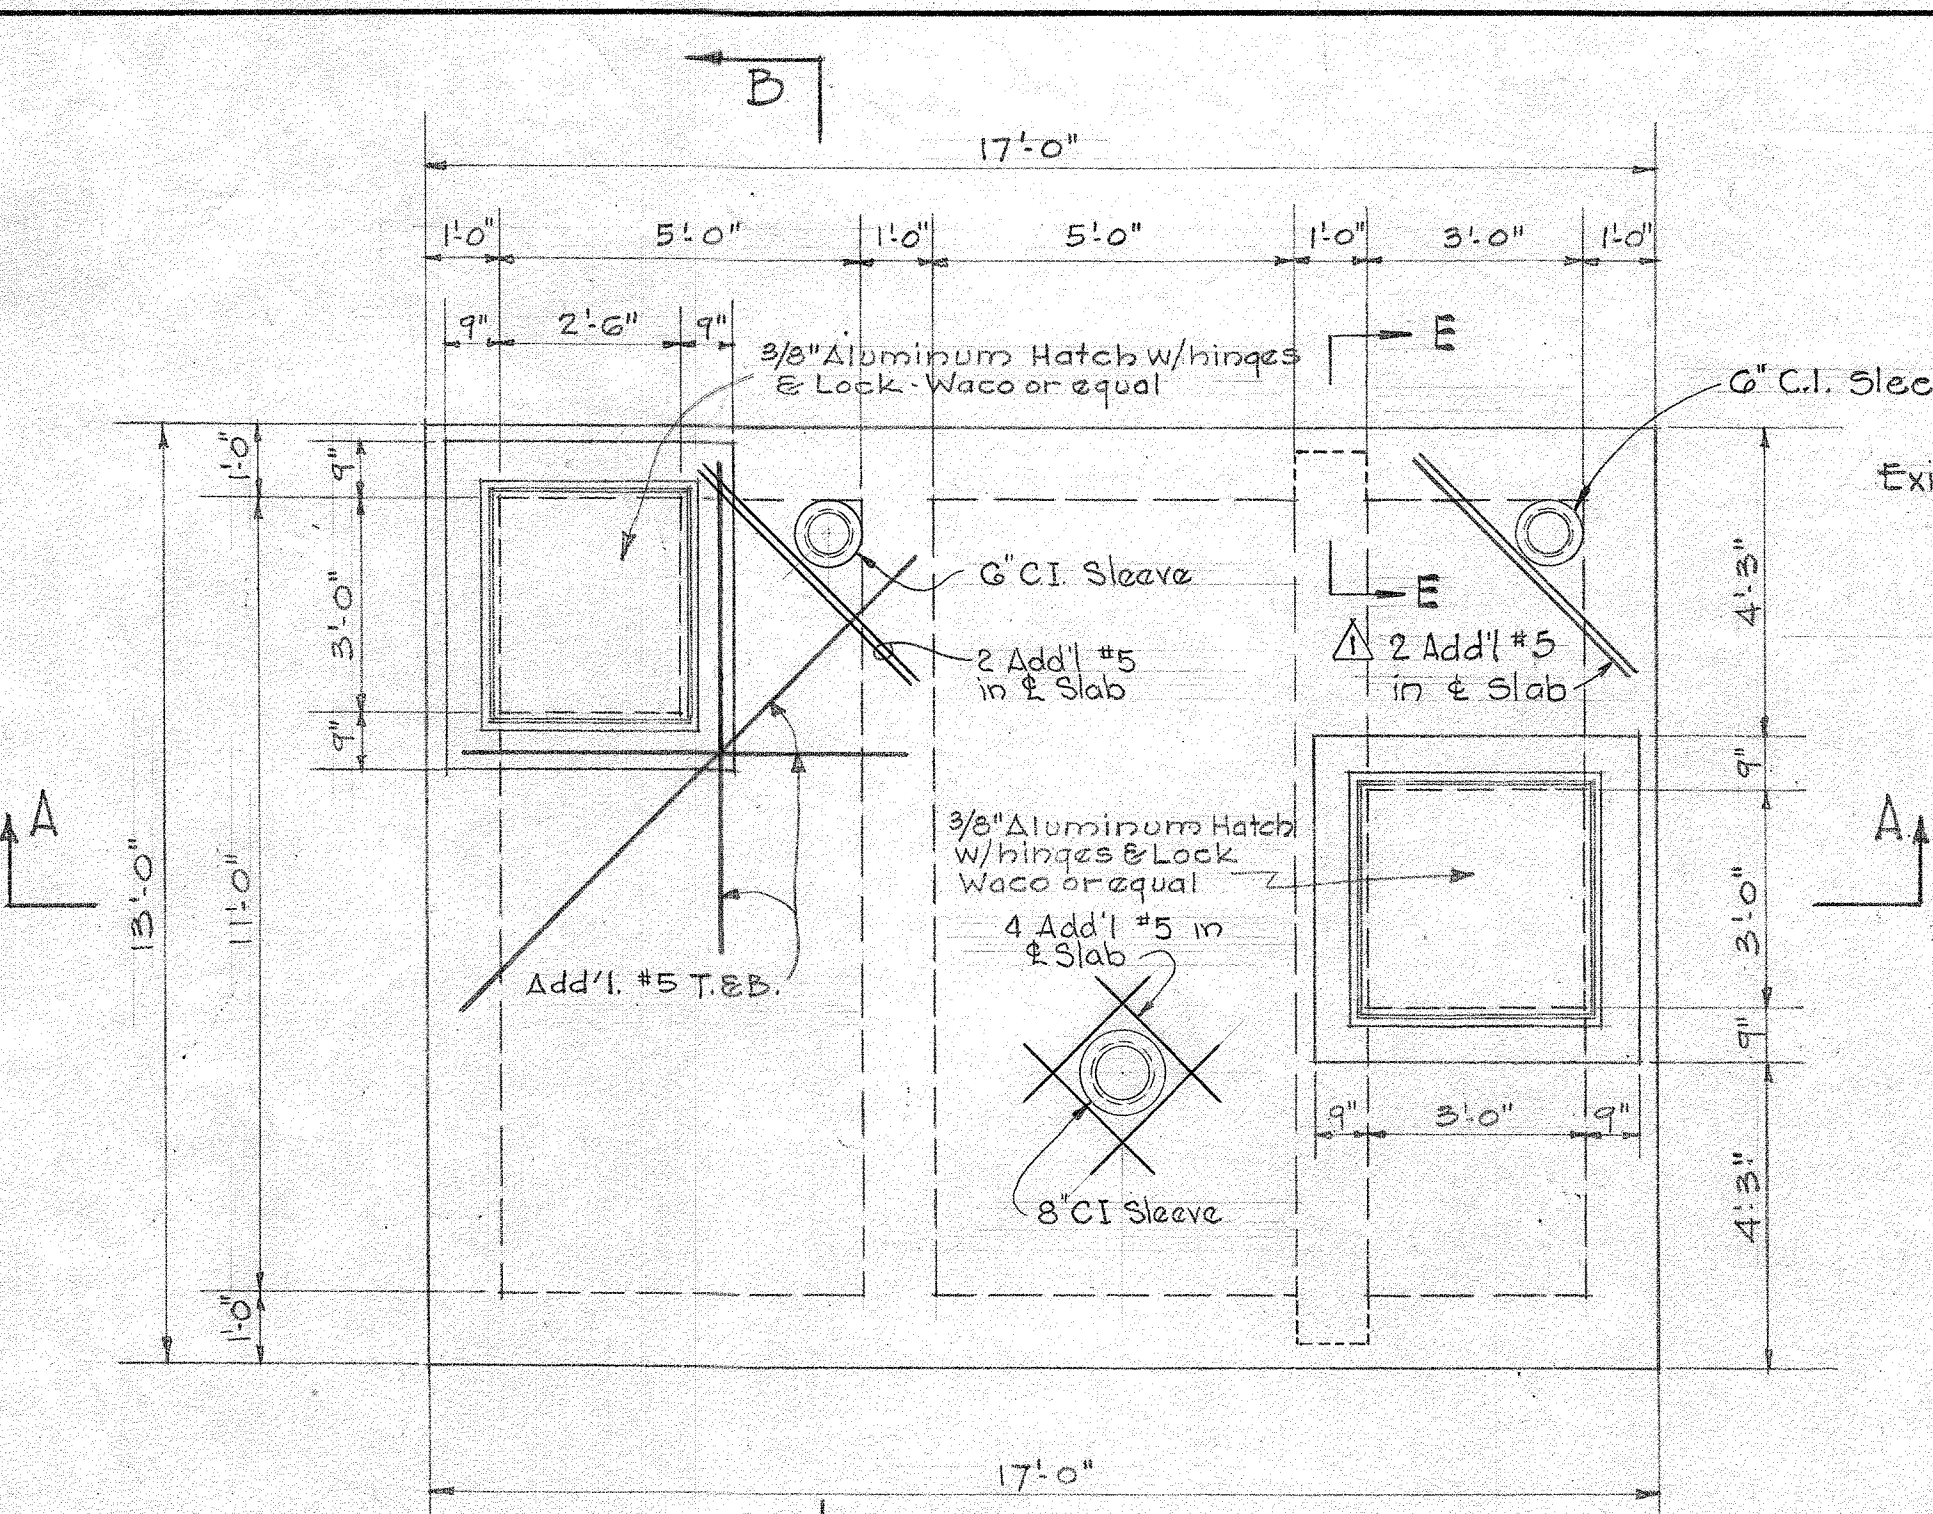 B
17'-0"
1'-0" 5'-0" 1'-0" 5'-0" 1'-0" 3'-0" 1'-0"
9" 2'-6" 9"
3/8" Aluminum Hatch w/hinges
& Lock - Waco or equal
E
6" C.I. Slee
1'-0"
9"
Exi
6" C.I. Sleeve
E
3'-0"
4'-3"
1 2 Add'l #5
in ℄ Slab
2 Add'l #5
in ℄ Slab
9"
9"
A
A
13'-0"
11'-0"
3/8" Aluminum Hatch
w/hinges & Lock
Waco or equal
3'-0"
4 Add'l #5 in
℄ Slab
Add'l. #5 T.&B.
9"
9" 3'-0" 9"
8" CI Sleeve
4'-3"
1'-0"
17'-0"